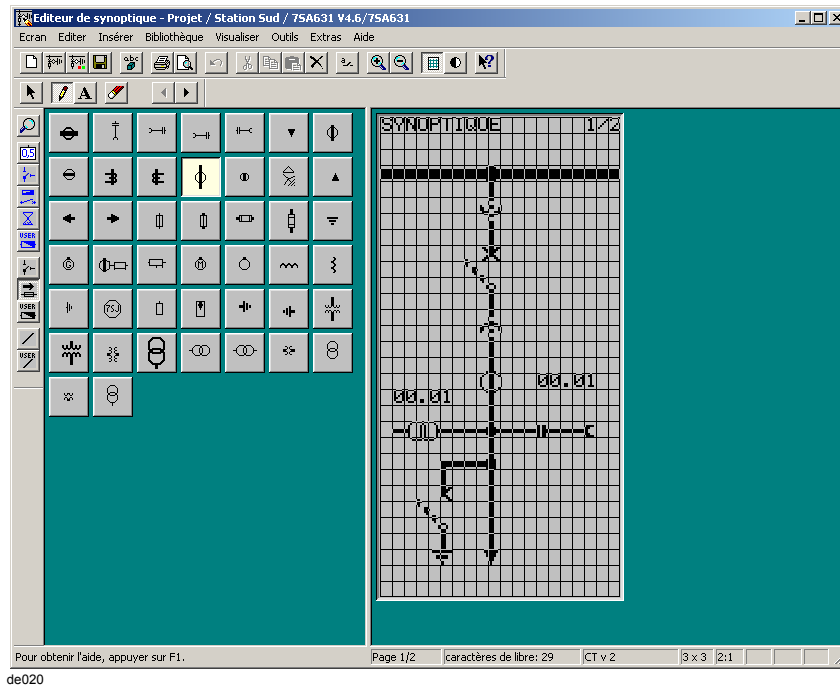 Editeur de synoptique - Projet / Station Sud / 7SA631 V4.6/7SA631
Ecran Editer Insérer Bibliothèque Visualiser Outils Extras Aide
abc
A
0,5
USER
USER
USER
G
M
7SJ
SYNOPTIQUE 1/2
00.01
00.01
Pour obtenir l'aide, appuyer sur F1.
Page 1/2 caractères de libre: 29 CT v 2 3 x 3 2:1
de020